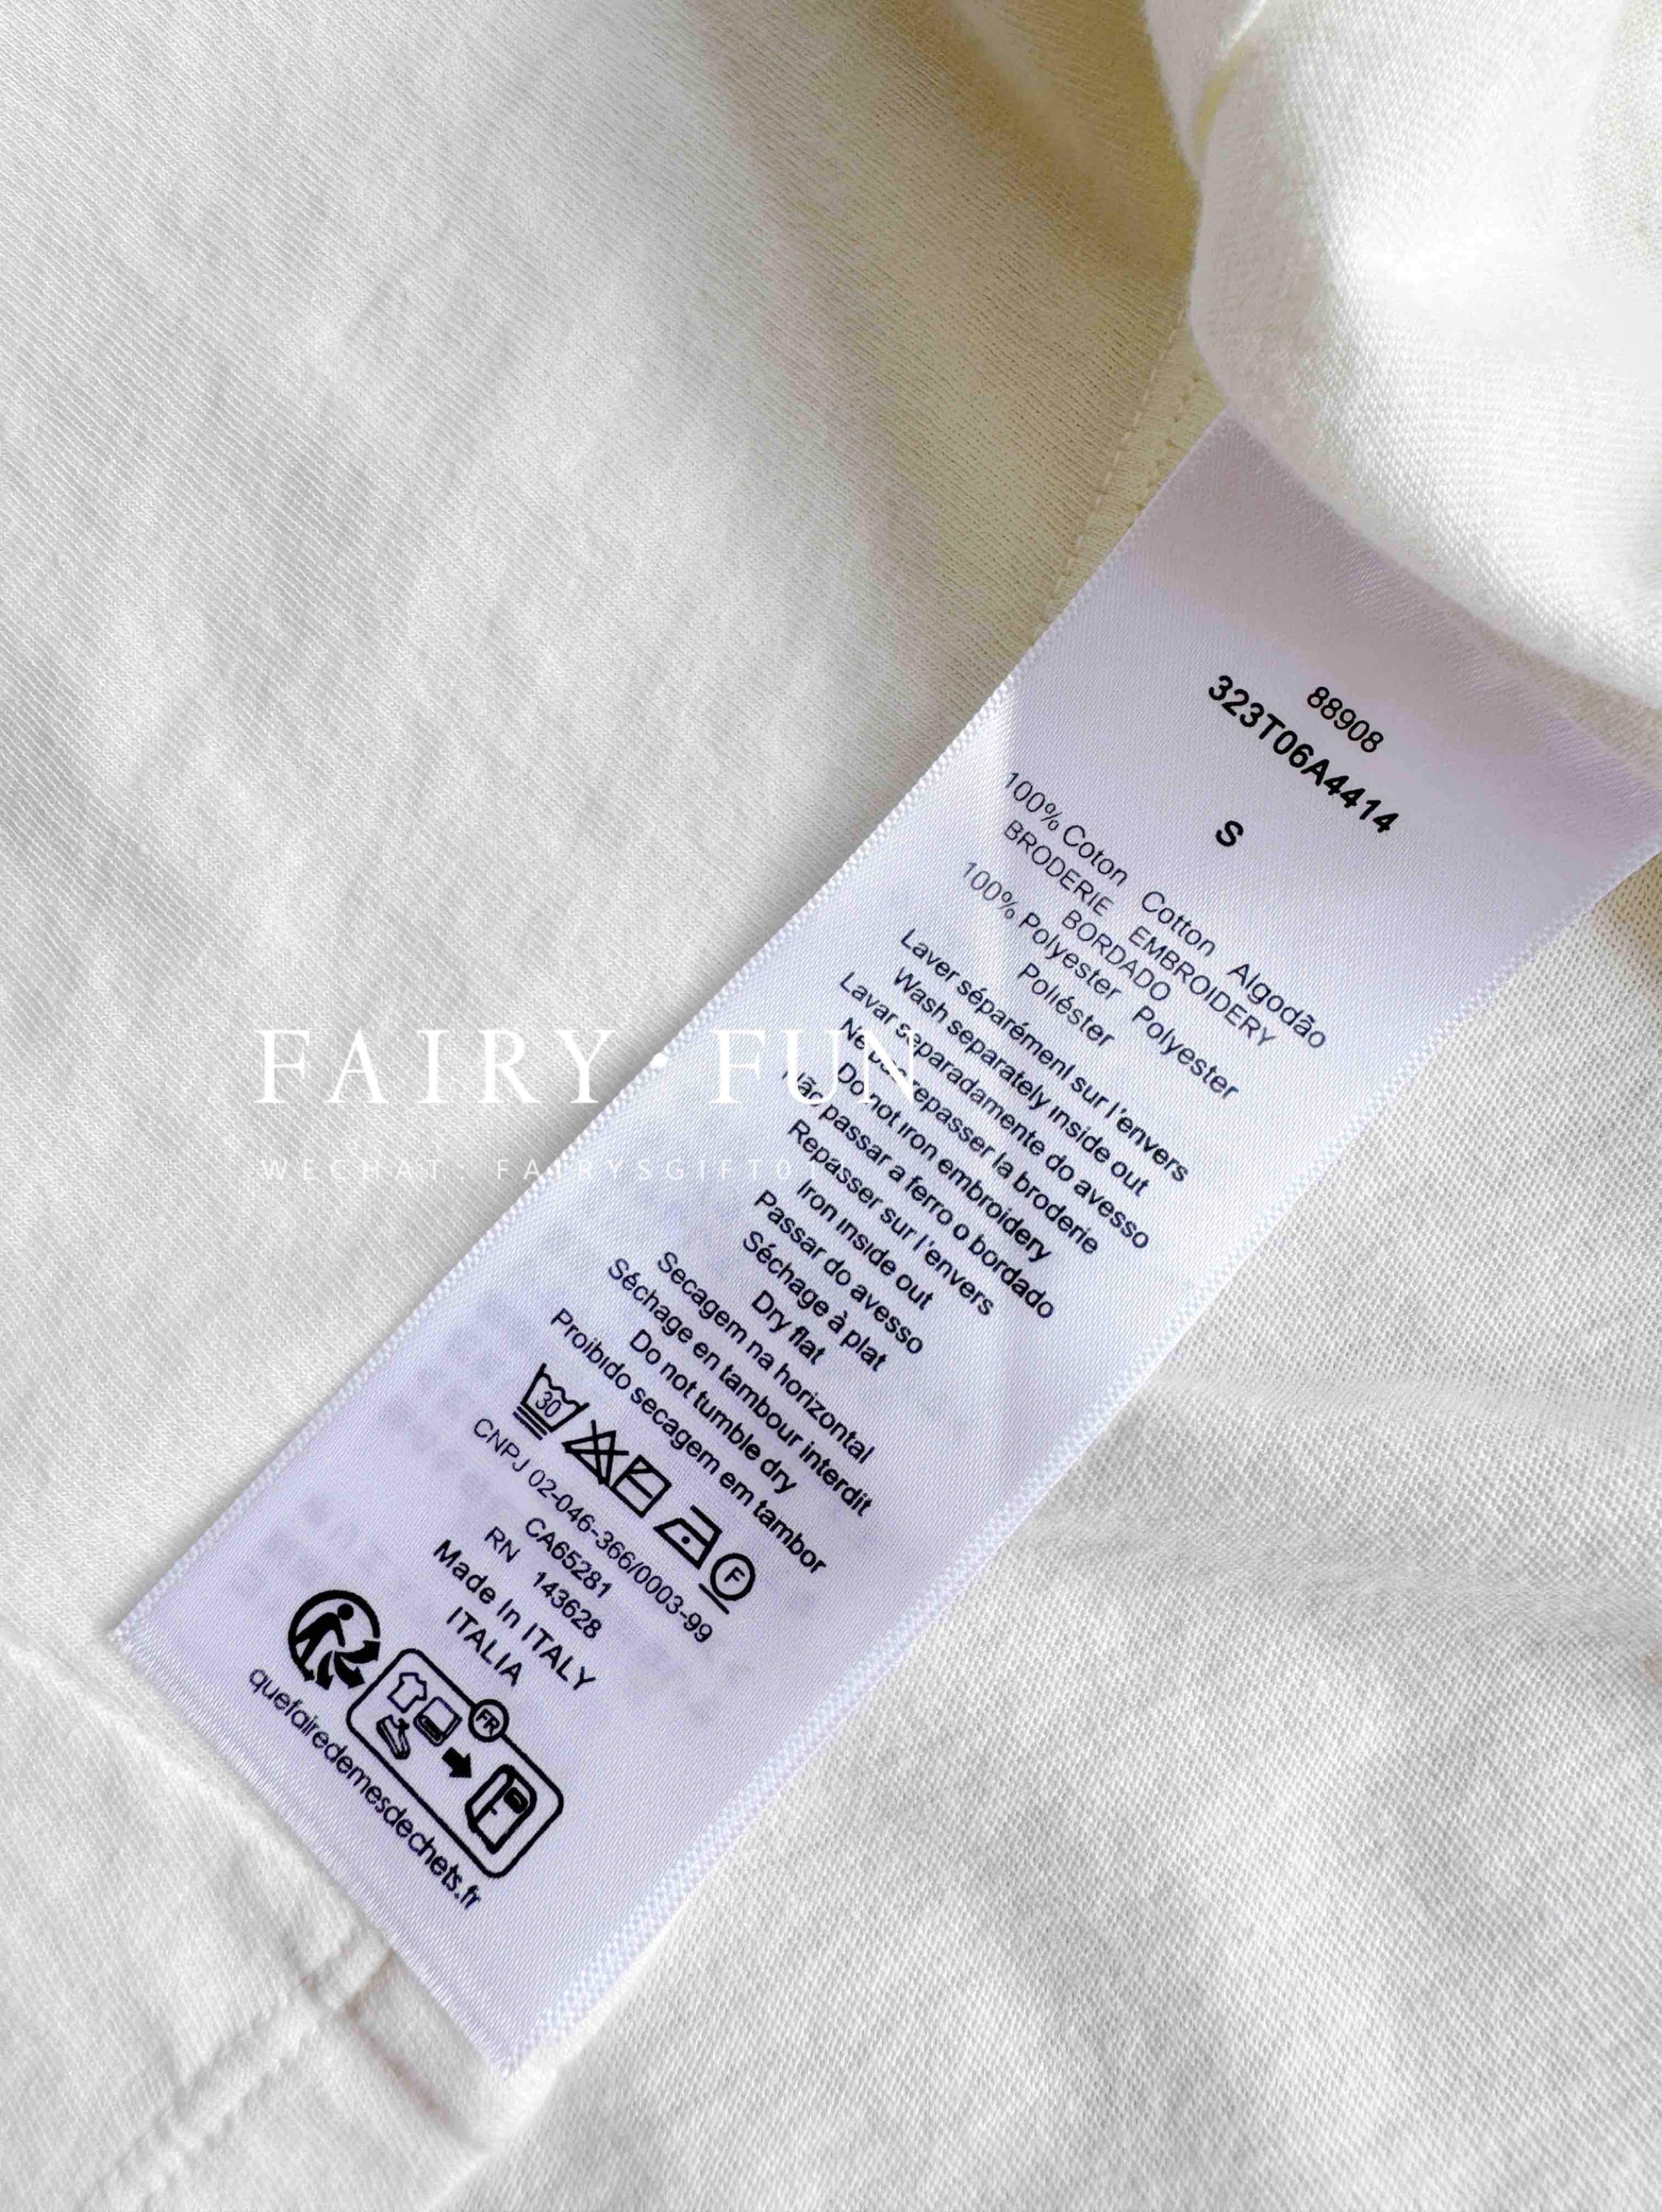 88908
323T06A4414
S
100% Coton Cotton Algodão
BRODERIE EMBROIDERY
BORDADO
100% Polyester Polyester
Poliéster
Laver séparément sur l'envers
Wash separately inside out
Lavar separadamente do avesso
Ne pas repasser la broderie
Do not iron embroidery
Não passar a ferro o bordado
Repasser sur l'envers
Iron inside out
Passar do avesso
Séchage à plat
Dry flat
Secagem na horizontal
Séchage en tambour interdit
Do not tumble dry
Proibido secagem em tambor
30
F
CNPJ 02-046-366/0003-99
CA65281
RN 143628
Made In ITALY
ITALIA
FR
quefairedemesdechets.fr
FAIRY·FUN
WECHAT